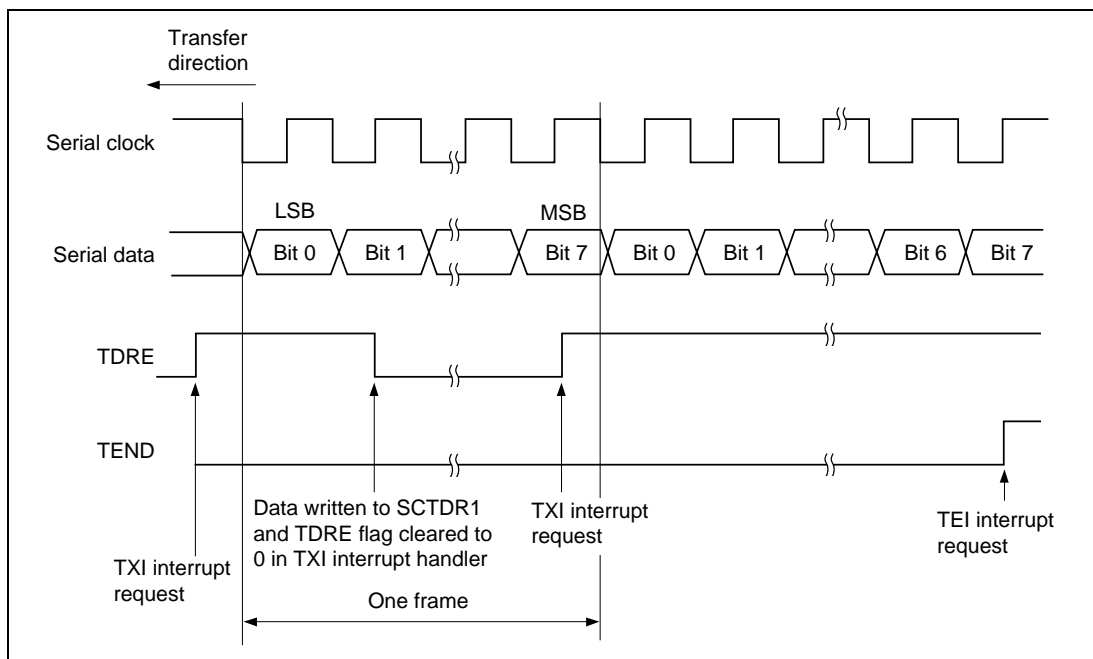 Transfer
direction
Serial clock
LSB
MSB
Serial data
Bit 0
Bit 1
Bit 7
Bit 0
Bit 1
Bit 6
Bit 7
TDRE
TEND
Data written to SCTDR1
and TDRE flag cleared to
0 in TXI interrupt handler
TXI interrupt
request
TEI interrupt
request
TXI interrupt
request
One frame